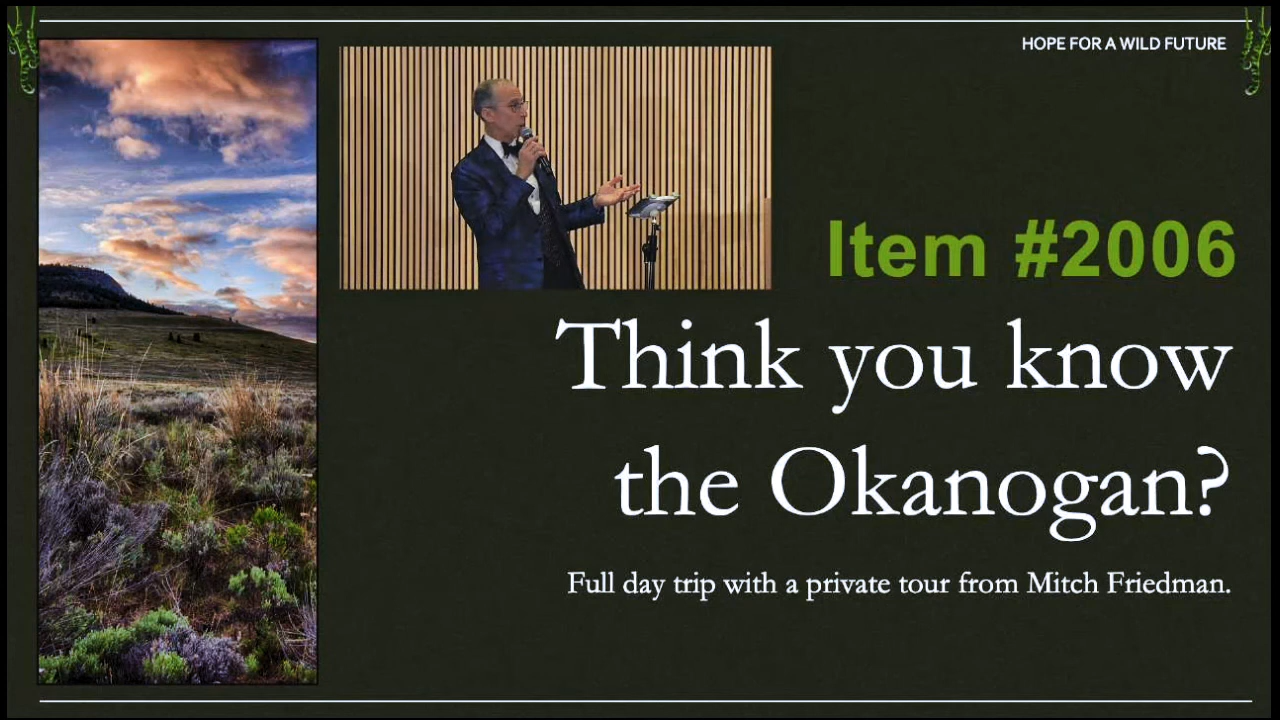 HOPE FOR A WILD FUTURE
Item #2006
Think you know
the Okanogan?
Full day trip with a private tour from Mitch Friedman.